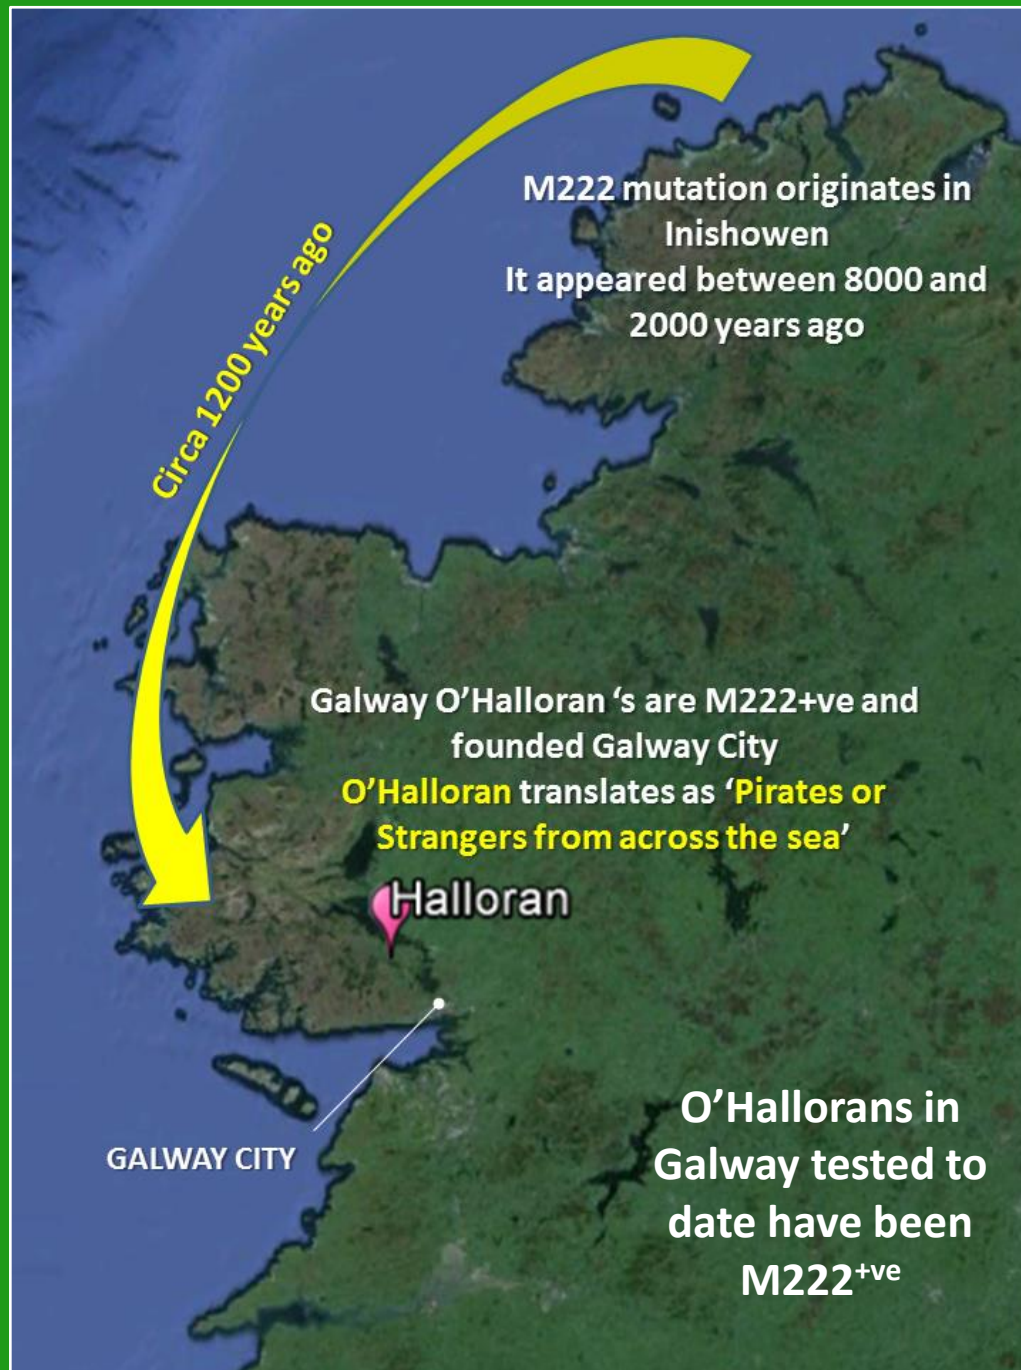 M222 mutation originates in
Inishowen
It appeared between 8000 and
2000 years ago
Circa 1200 years ago
Galway O'Halloran 's are M222+ve and
founded Galway City
O'Halloran translates as 'Pirates or
Strangers from across the sea'
Halloran
GALWAY CITY
O'Hallorans in
Galway tested to
date have been
M222+ve